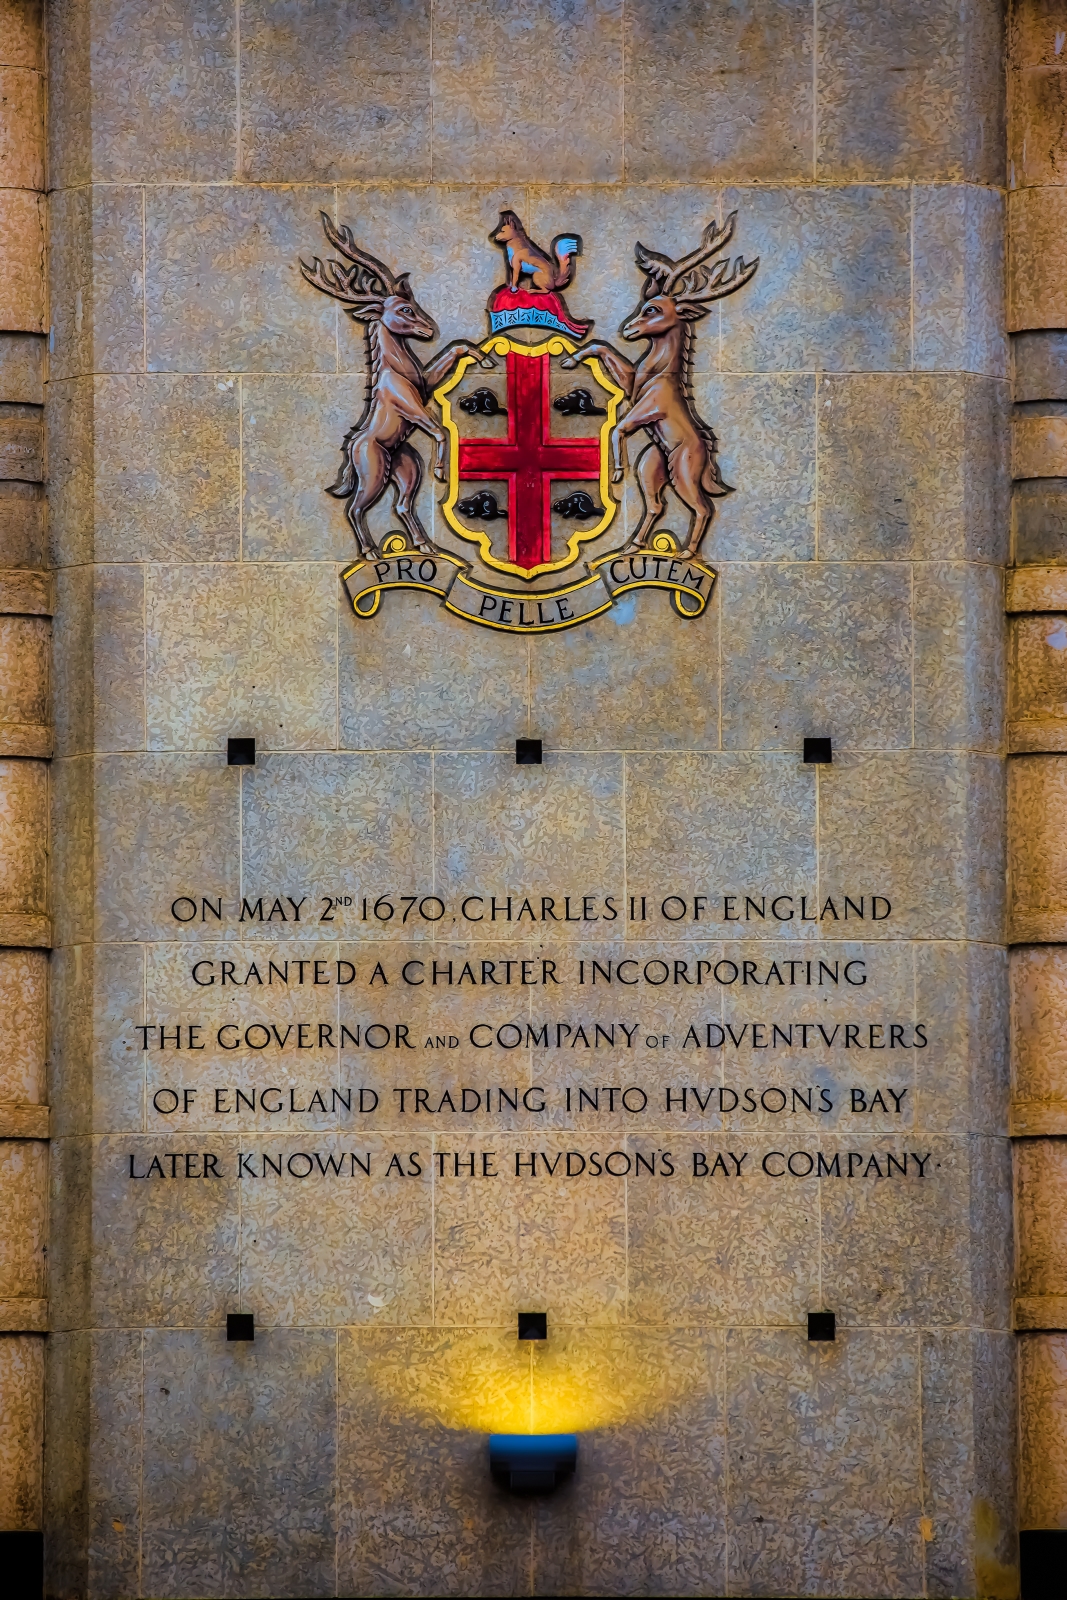 PRO PELLE CUTEM
ON MAY 2ND 1670, CHARLES II OF ENGLAND
GRANTED A CHARTER INCORPORATING
THE GOVERNOR AND COMPANY OF ADVENTVRERS
OF ENGLAND TRADING INTO HVDSON'S BAY
LATER KNOWN AS THE HVDSON'S BAY COMPANY·